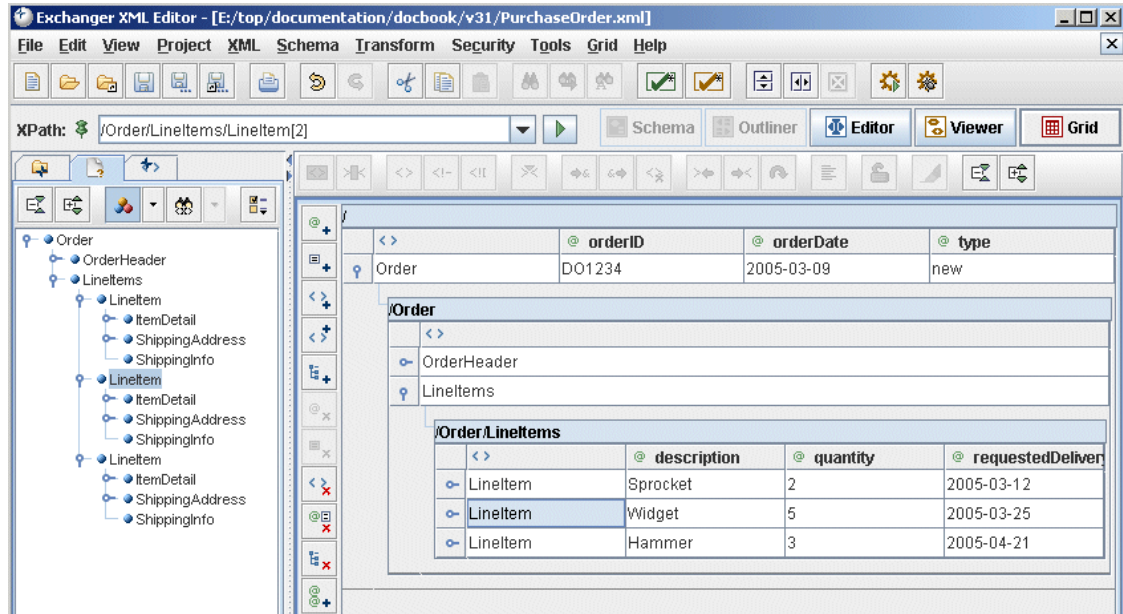 Exchanger XML Editor - [E:/top/documentation/docbook/v31/PurchaseOrder.xml]
File Edit View Project XML Schema Transform Security Tools Grid Help
XPath: /Order/LineItems/LineItem[2] Schema Outliner Editor Viewer Grid
Order
OrderHeader
LineItems
LineItem
ItemDetail
ShippingAddress
ShippingInfo
LineItem
ItemDetail
ShippingAddress
ShippingInfo
LineItem
ItemDetail
ShippingAddress
ShippingInfo
/
<> @ orderID @ orderDate @ type
Order DO1234 2005-03-09 new
/Order
<>
OrderHeader
LineItems
/Order/LineItems
<> @ description @ quantity @ requestedDeliver
LineItem Sprocket 2 2005-03-12
LineItem Widget 5 2005-03-25
LineItem Hammer 3 2005-04-21